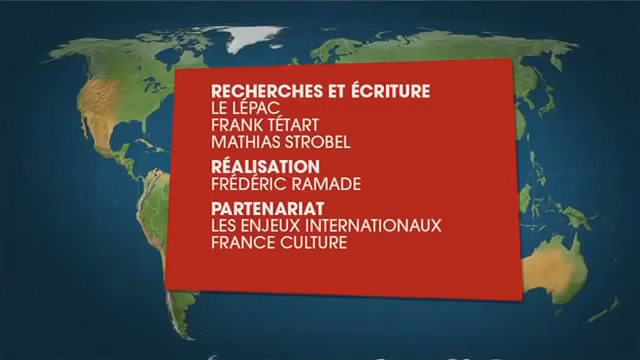 RECHERCHES ET ÉCRITURE
LE LÉPAC
FRANK TÉTART
MATHIAS STROBEL
RÉALISATION
FRÉDÉRIC RAMADE
PARTENARIAT
LES ENJEUX INTERNATIONAUX
FRANCE CULTURE